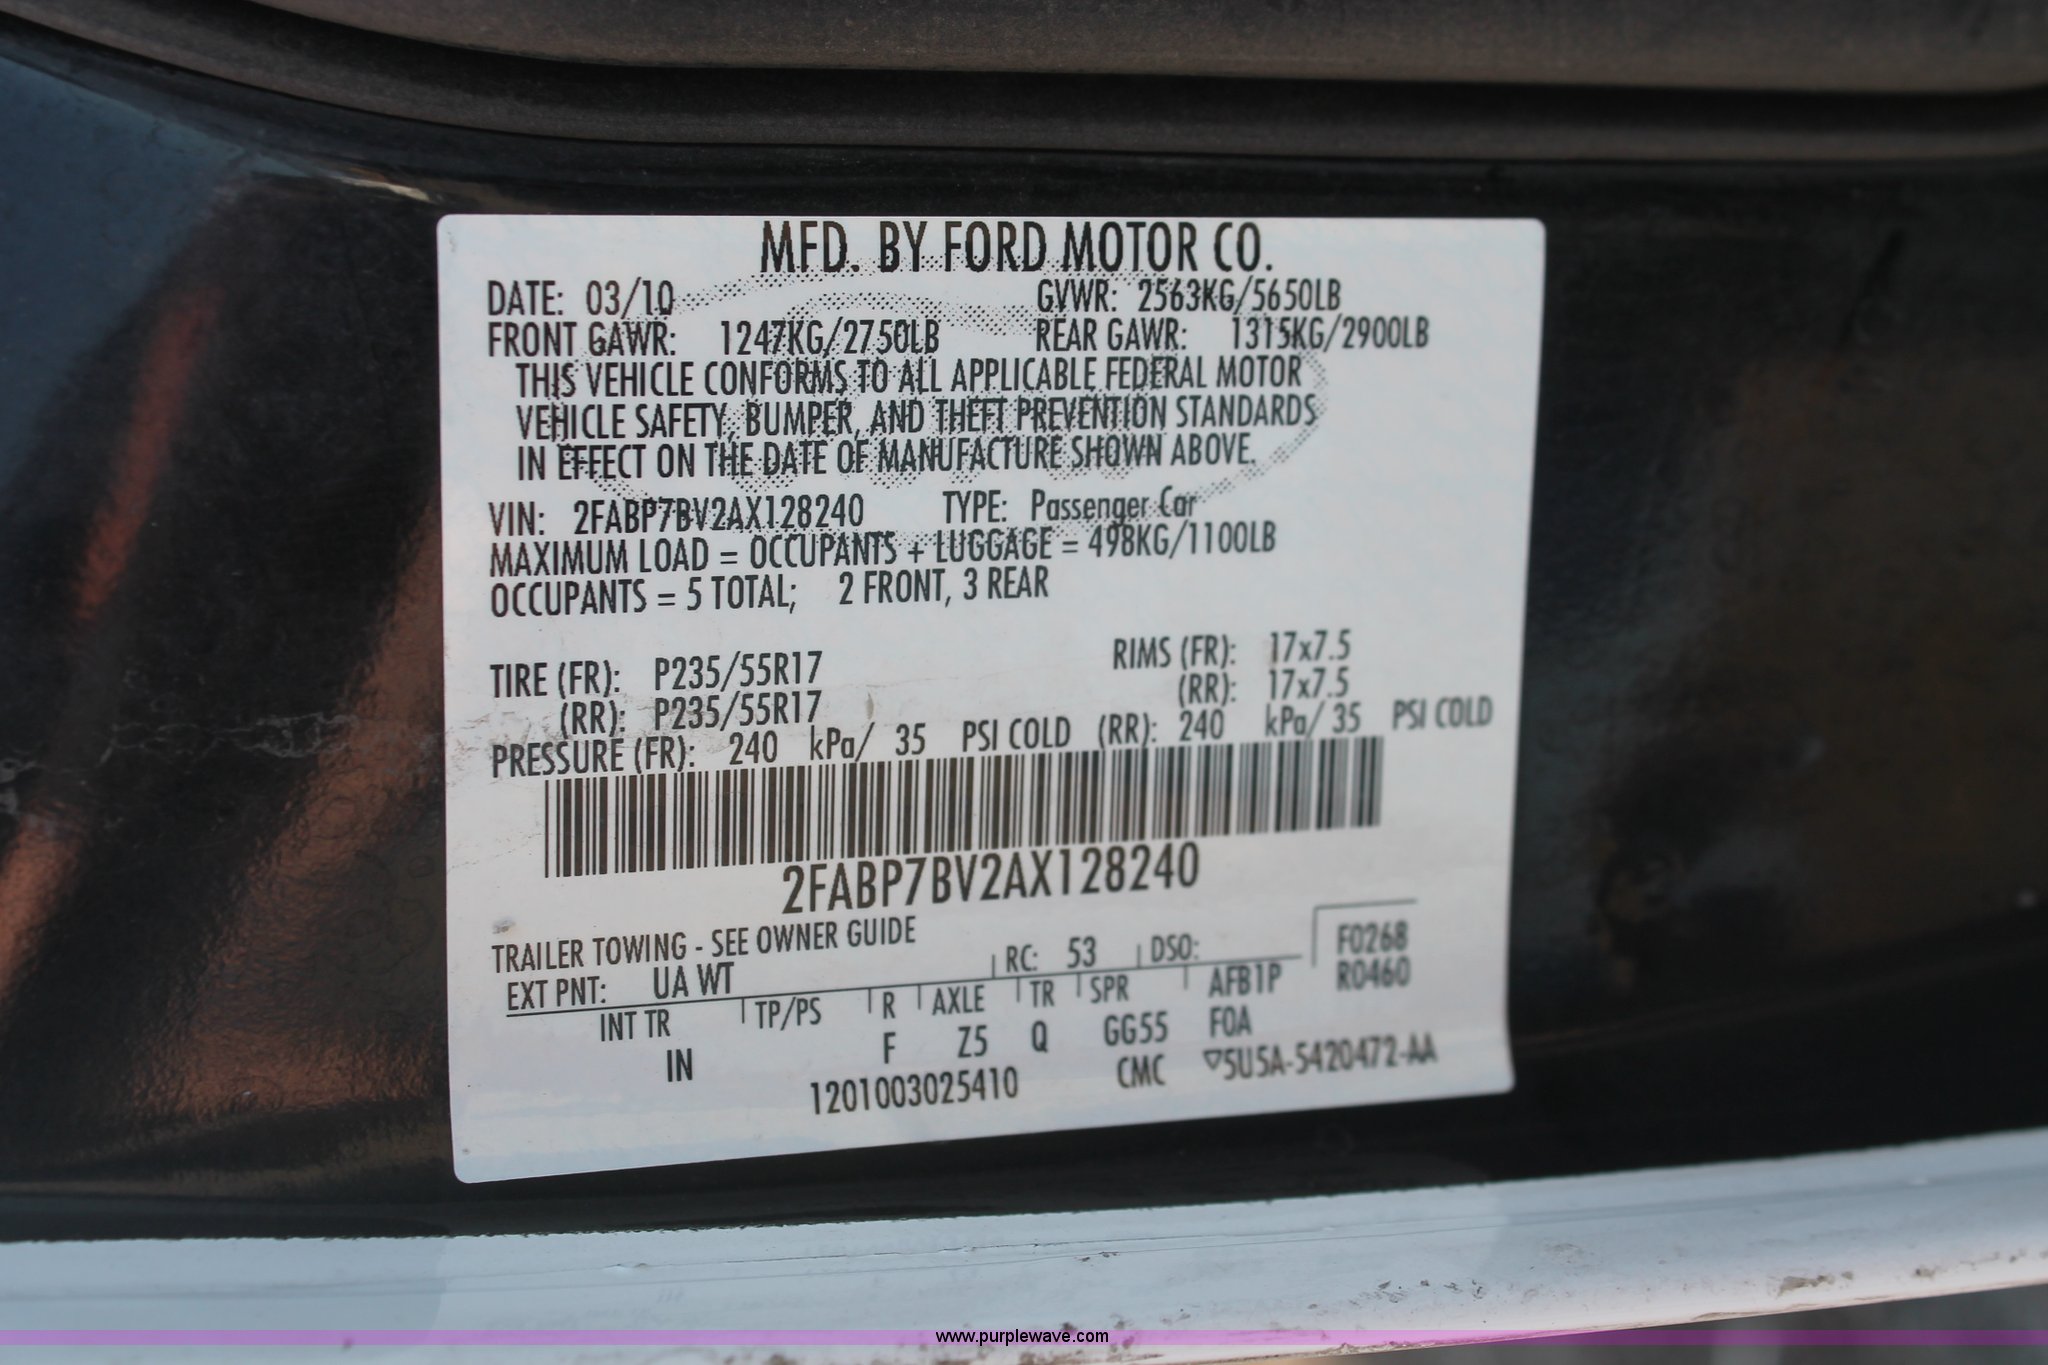 MFD. BY FORD MOTOR CO.
DATE: 03/10 GVWR: 2563KG/5650LB
FRONT GAWR: 1247KG/2750LB REAR GAWR: 1315KG/2900LB
THIS VEHICLE CONFORMS TO ALL APPLICABLE FEDERAL MOTOR
VEHICLE SAFETY, BUMPER, AND THEFT PREVENTION STANDARDS
IN EFFECT ON THE DATE OF MANUFACTURE SHOWN ABOVE.
VIN: 2FABP7BV2AX128240 TYPE: Passenger Car
MAXIMUM LOAD = OCCUPANTS + LUGGAGE = 498KG/1100LB
OCCUPANTS = 5 TOTAL; 2 FRONT, 3 REAR
TIRE (FR): P235/55R17 RIMS (FR): 17x7.5
(RR): P235/55R17 (RR): 17x7.5
PRESSURE (FR): 240 kPa/ 35 PSI COLD (RR): 240 kPa/ 35 PSI COLD
2FABP7BV2AX128240
TRAILER TOWING - SEE OWNER GUIDE
F0268
EXT PNT: UA WT RC: 53 DSO: R0460
INT TR TP/PS R AXLE TR SPR AFB1P
IN F Z5 Q GG55 F0A
1201003025410 CMC ▽5U5A-5420472-AA
www.purplewave.com